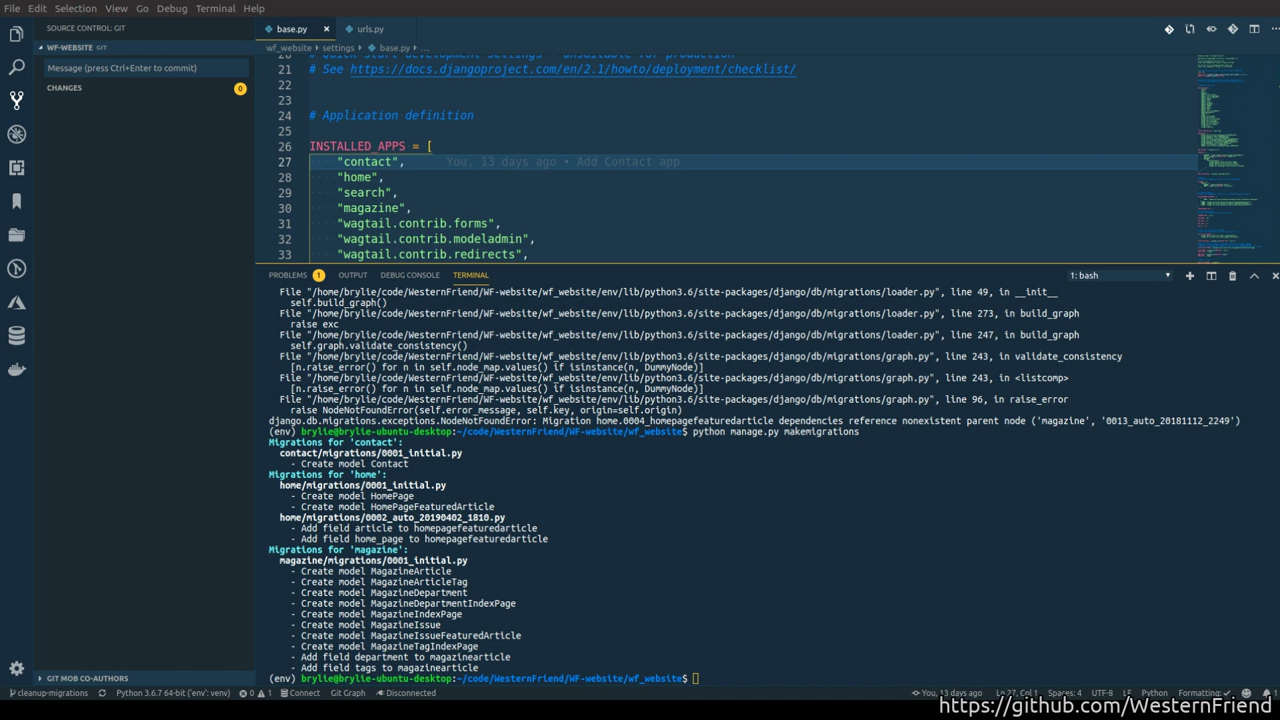 File Edit Selection View Go Debug Terminal Help
SOURCE CONTROL: GIT
WF-WEBSITE GIT
Message (press Ctrl+Enter to commit)
CHANGES 0
base.py × urls.py
wf_website › settings › base.py › …
20 # Quick-start development settings - unsuitable for production
21 # See https://docs.djangoproject.com/en/2.1/howto/deployment/checklist/
22
23
24 # Application definition
25
26 INSTALLED_APPS = [
27 "contact", You, 13 days ago • Add Contact app
28 "home",
29 "search",
30 "magazine",
31 "wagtail.contrib.forms",
32 "wagtail.contrib.modeladmin",
33 "wagtail.contrib.redirects",
PROBLEMS 1 OUTPUT DEBUG CONSOLE TERMINAL 1: bash
File "/home/brylie/code/WesternFriend/WF-website/wf_website/env/lib/python3.6/site-packages/django/db/migrations/loader.py", line 49, in __init__
self.build_graph()
File "/home/brylie/code/WesternFriend/WF-website/wf_website/env/lib/python3.6/site-packages/django/db/migrations/loader.py", line 273, in build_graph
raise exc
File "/home/brylie/code/WesternFriend/WF-website/wf_website/env/lib/python3.6/site-packages/django/db/migrations/loader.py", line 247, in build_graph
self.graph.validate_consistency()
File "/home/brylie/code/WesternFriend/WF-website/wf_website/env/lib/python3.6/site-packages/django/db/migrations/graph.py", line 243, in validate_consistency
[n.raise_error() for n in self.node_map.values() if isinstance(n, DummyNode)]
File "/home/brylie/code/WesternFriend/WF-website/wf_website/env/lib/python3.6/site-packages/django/db/migrations/graph.py", line 243, in <listcomp>
[n.raise_error() for n in self.node_map.values() if isinstance(n, DummyNode)]
File "/home/brylie/code/WesternFriend/WF-website/wf_website/env/lib/python3.6/site-packages/django/db/migrations/graph.py", line 96, in raise_error
raise NodeNotFoundError(self.error_message, self.key, origin=self.origin)
django.db.migrations.exceptions.NodeNotFoundError: Migration home.0004_homepagefeaturedarticle dependencies reference nonexistent parent node ('magazine', '0013_auto_20181112_2249')
(env) brylie@brylie-ubuntu-desktop:~/code/WesternFriend/WF-website/wf_website$ python manage.py makemigrations
Migrations for 'contact':
contact/migrations/0001_initial.py
- Create model Contact
Migrations for 'home':
home/migrations/0001_initial.py
- Create model HomePage
- Create model HomePageFeaturedArticle
home/migrations/0002_auto_20190402_1810.py
- Add field article to homepagefeaturedarticle
- Add field home_page to homepagefeaturedarticle
Migrations for 'magazine':
magazine/migrations/0001_initial.py
- Create model MagazineArticle
- Create model MagazineArticleTag
- Create model MagazineDepartment
- Create model MagazineDepartmentIndexPage
- Create model MagazineIndexPage
- Create model MagazineIssue
- Create model MagazineIssueFeaturedArticle
- Create model MagazineTagIndexPage
- Add field department to magazinearticle
- Add field tags to magazinearticle
(env) brylie@brylie-ubuntu-desktop:~/code/WesternFriend/WF-website/wf_website$
GIT MOB CO-AUTHORS
cleanup-migrations Python 3.6.7 64-bit ('env': venv) 0 1 Connect Git Graph Disconnected You, 13 days ago Ln 27, Col 1 Spaces: 4 UTF-8 LF Python Formatting: ✓ 1
https://github.com/WesternFriend